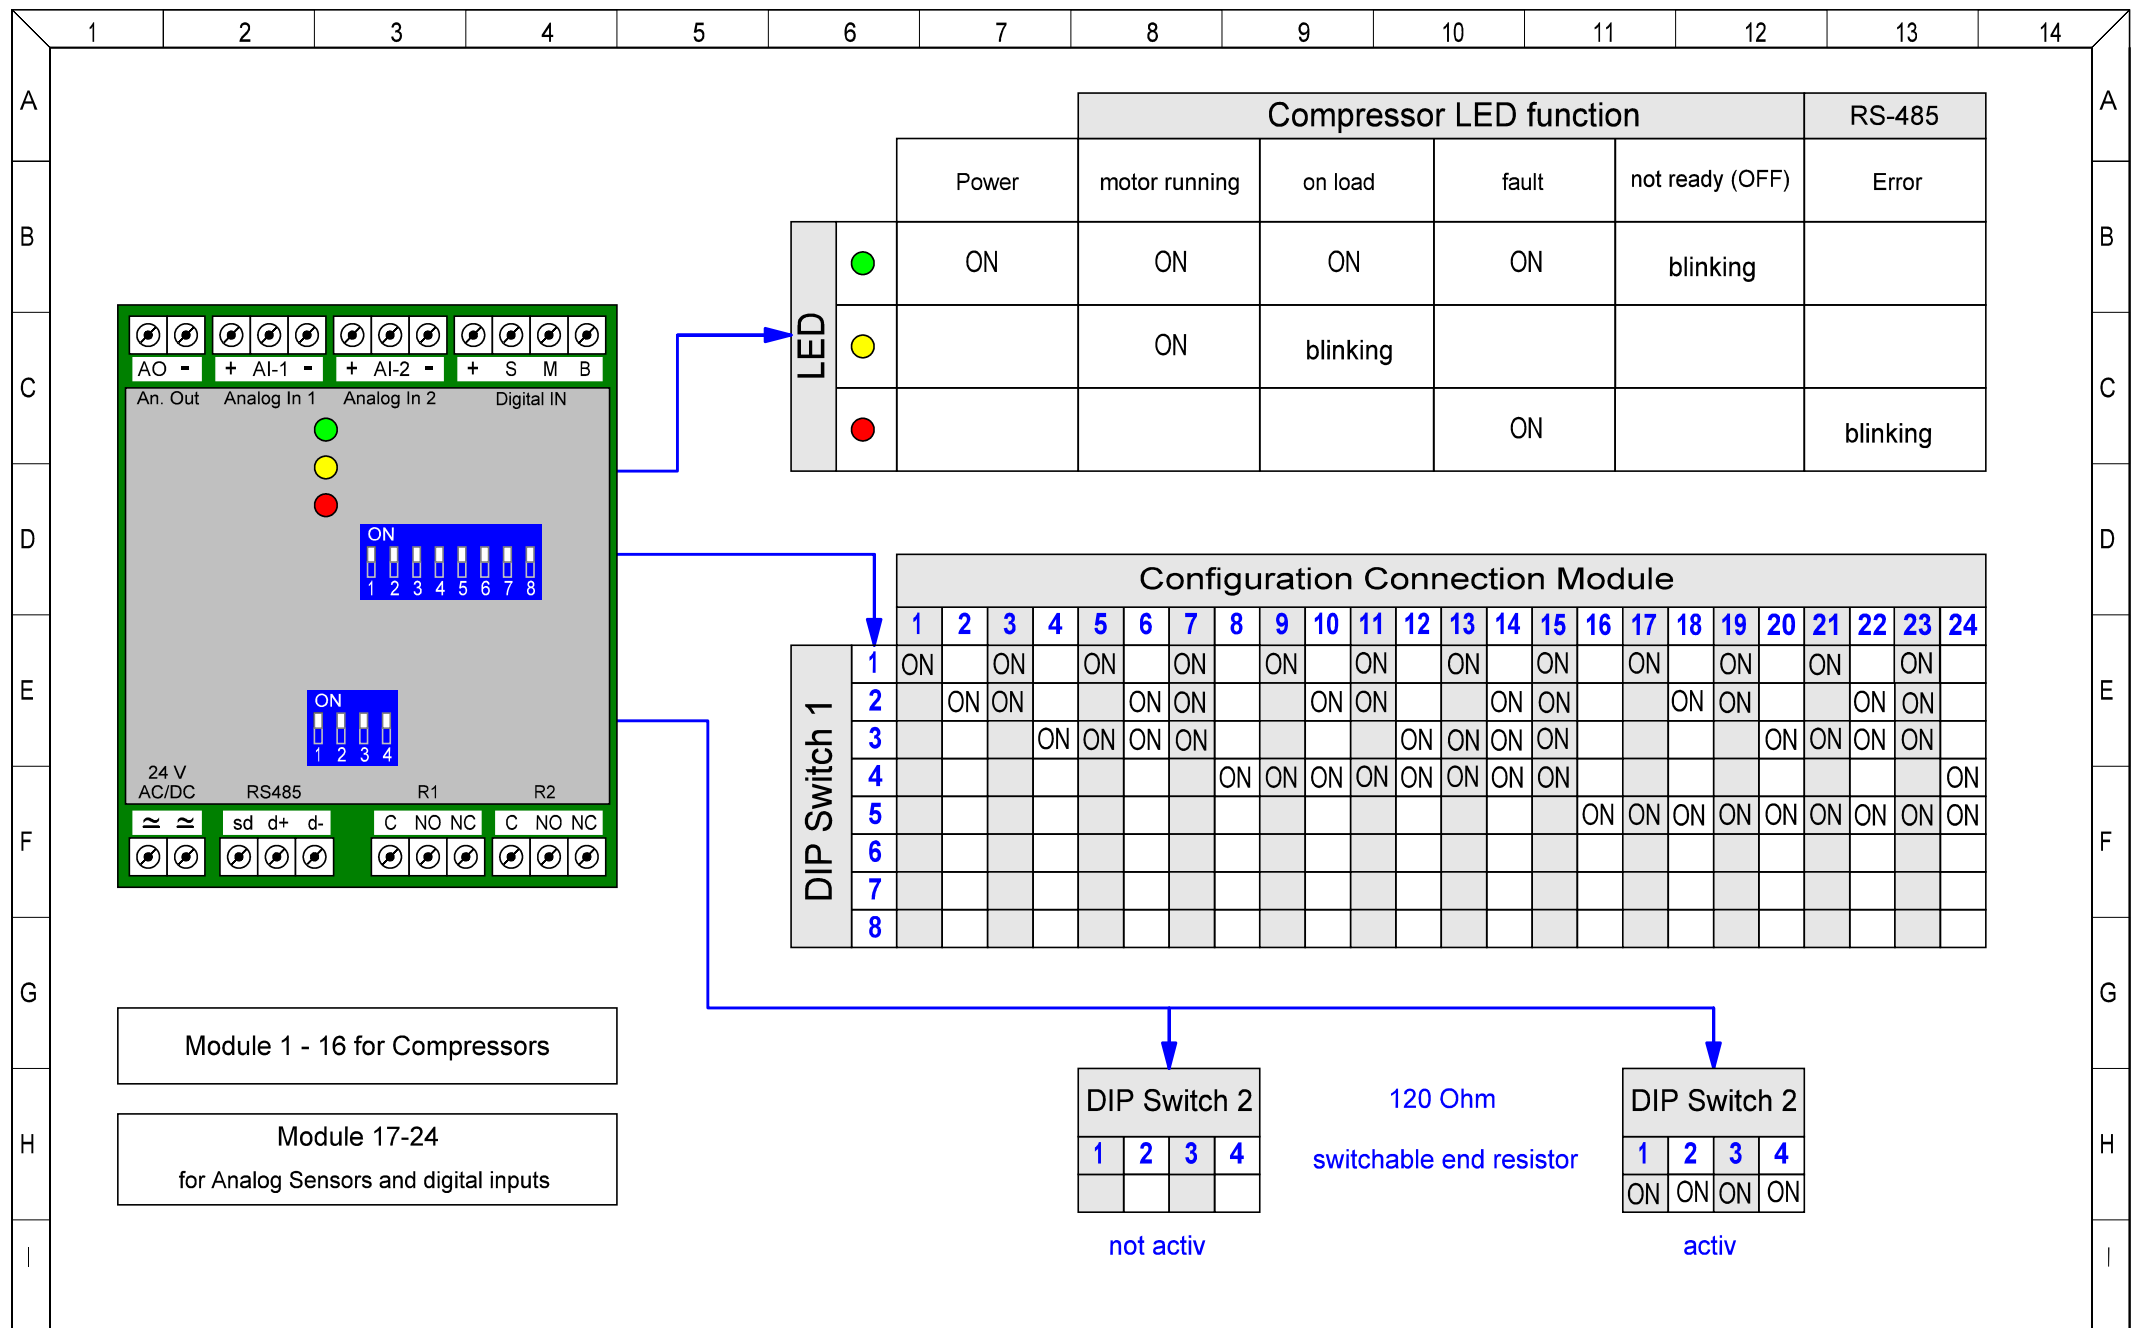 1 2 3 4 5 6 7 8 9 10 11 12 13 14
A A
Compressor LED function RS-485
Power motor running on load fault not ready (OFF) Error
B B
ON ON ON ON blinking
LED
ON blinking
ON blinking
AO - + AI-1 - + AI-2 - + S M B
C C
An. Out Analog In 1 Analog In 2 Digital IN
D D
ON
1 2 3 4 5 6 7 8
Configuration Connection Module
1 2 3 4 5 6 7 8 9 10 11 12 13 14 15 16 17 18 19 20 21 22 23 24
DIP Switch 1
1 ON ON ON ON ON ON ON ON ON ON ON ON
E E
2 ON ON ON ON ON ON ON ON ON ON ON ON
3 ON ON ON ON ON ON ON ON ON ON ON ON
4 ON ON ON ON ON ON ON ON ON
5 ON ON ON ON ON ON ON ON ON
6
7
8
ON
1 2 3 4
24 V
AC/DC RS485 R1 R2
≃ ≃ sd d+ d- C NO NC C NO NC
F F
G G
Module 1 - 16 for Compressors
Module 17-24
for Analog Sensors and digital inputs
H H
DIP Switch 2
1 2 3 4
not activ
120 Ohm
switchable end resistor
DIP Switch 2
1 2 3 4
ON ON ON ON
activ
I I